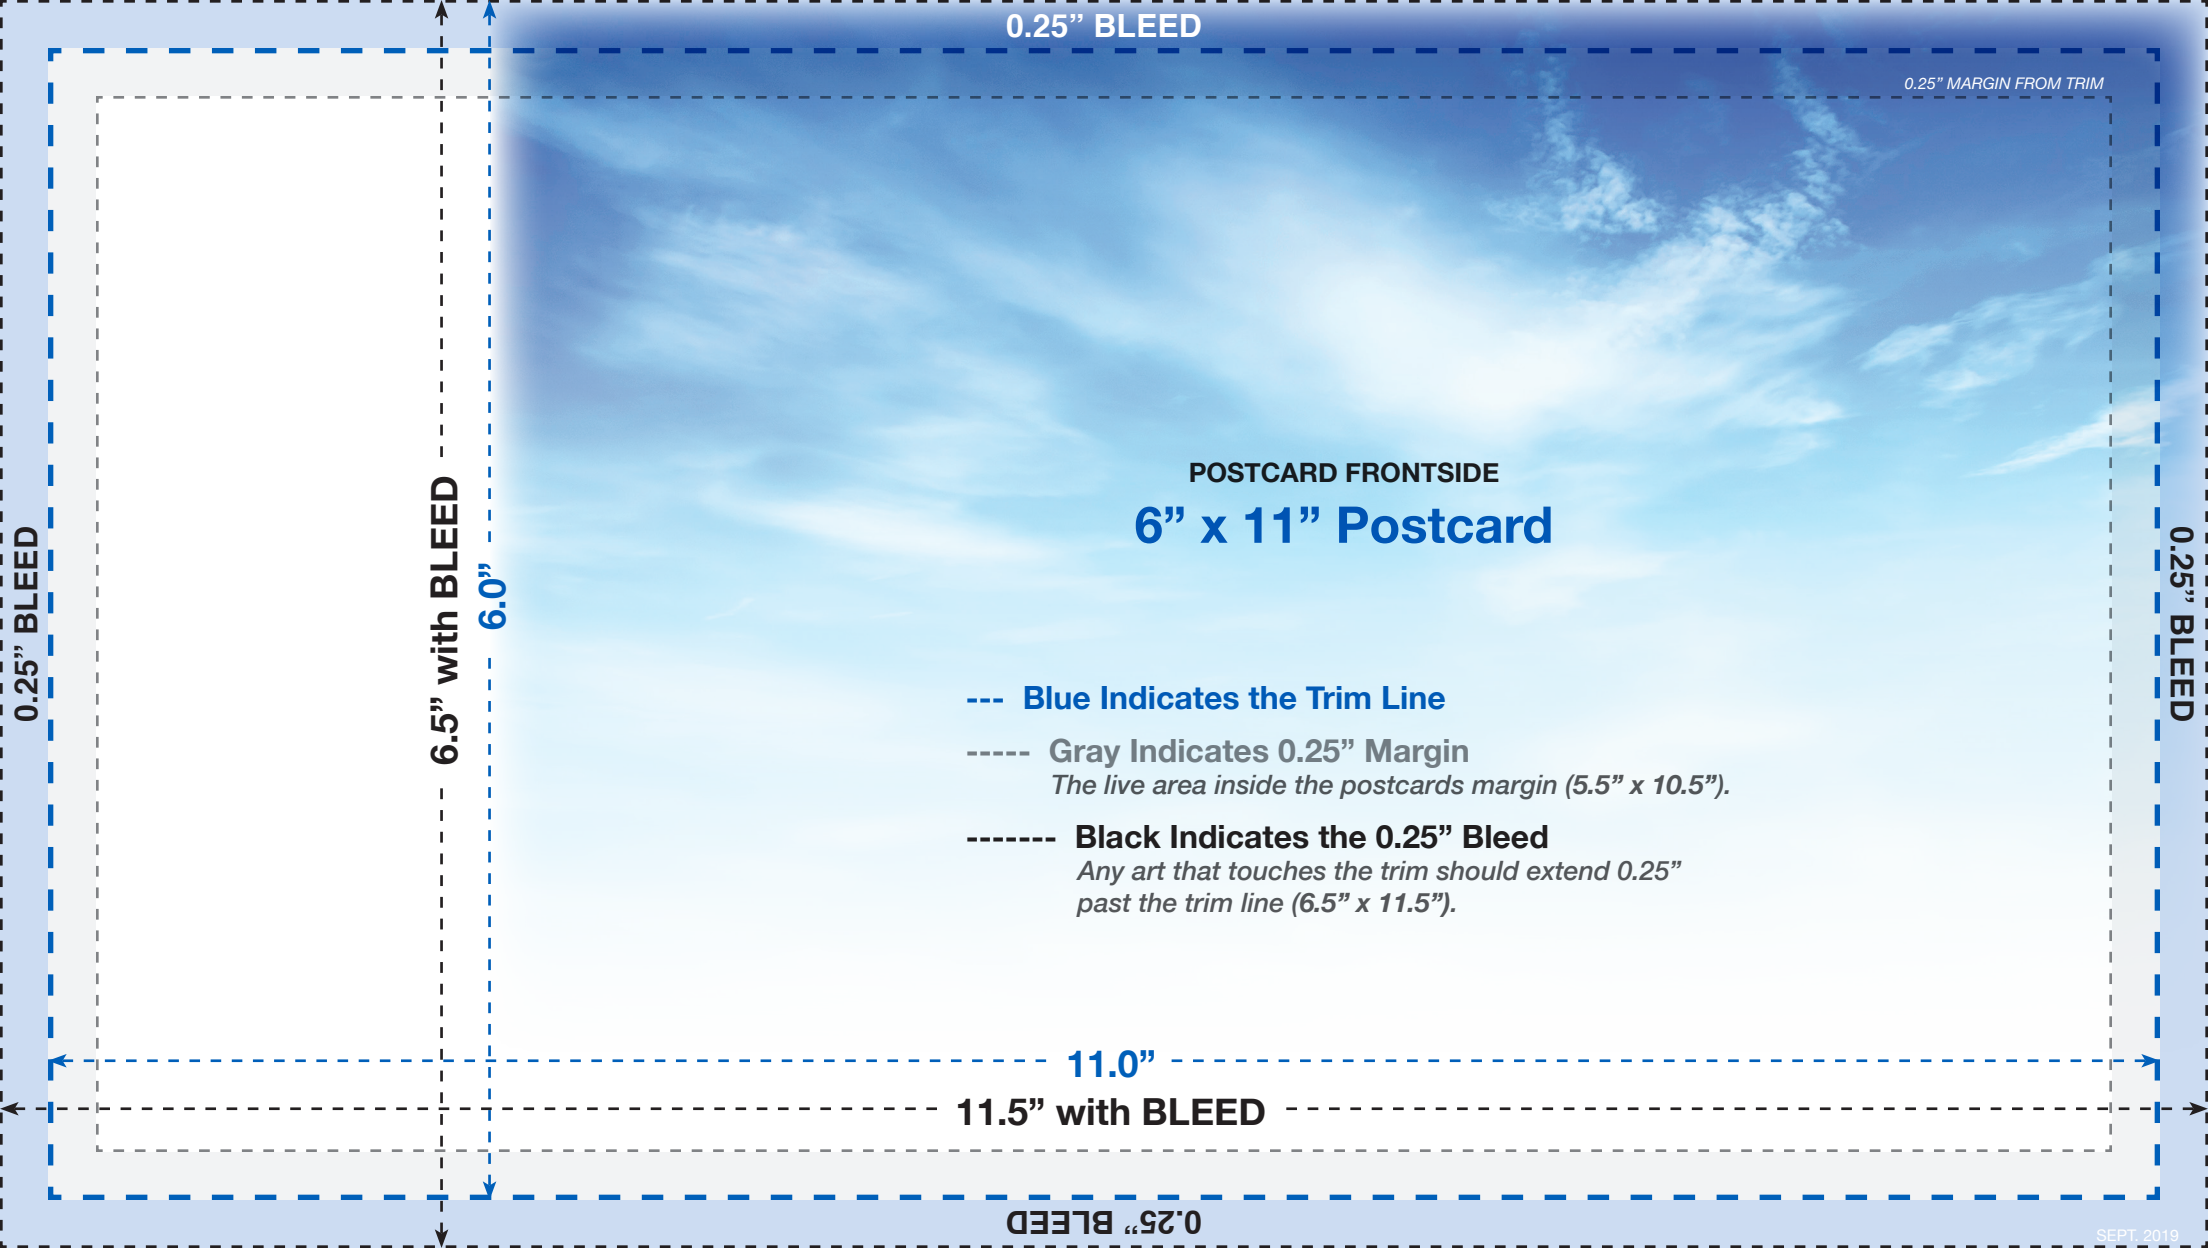 0.25” BLEED
0.25” MARGIN FROM TRIM
0.25” BLEED
6.5” with BLEED
6.0”
POSTCARD FRONTSIDE
6” x 11” Postcard
0.25” BLEED
--- Blue Indicates the Trim Line
----- Gray Indicates 0.25” Margin
The live area inside the postcards margin (5.5” x 10.5”).
------- Black Indicates the 0.25” Bleed
Any art that touches the trim should extend 0.25”
past the trim line (6.5” x 11.5”).
11.0”
11.5” with BLEED
0.25” BLEED
SEPT. 2019